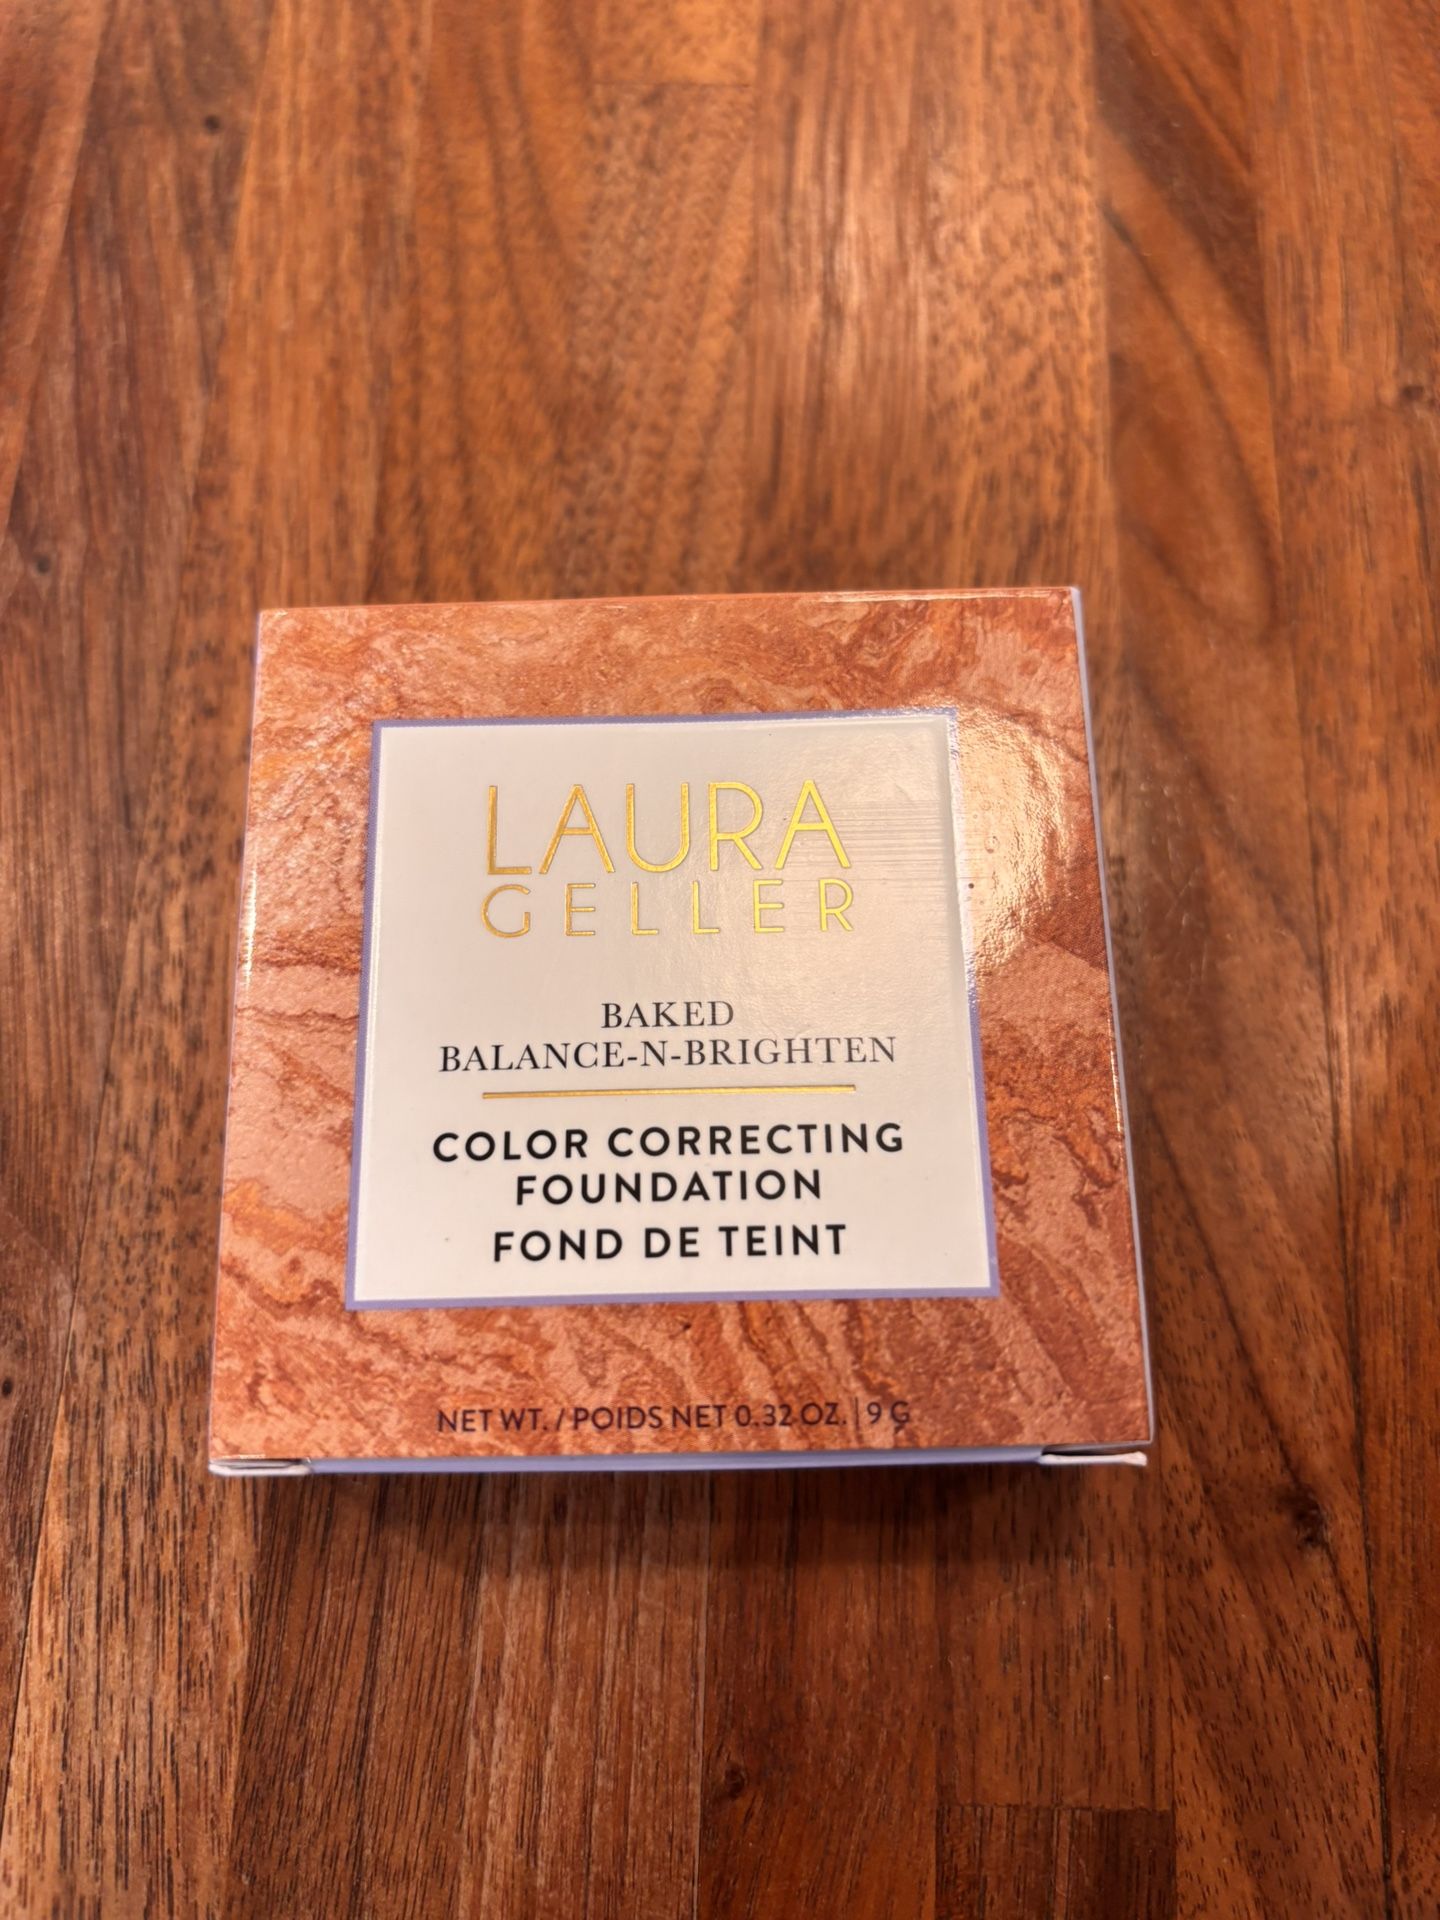 LAURA
GELLER
BAKED
BALANCE-N-BRIGHTEN
COLOR CORRECTING
FOUNDATION
FOND DE TEINT
NET WT. / POIDS NET 0.32 OZ. | 9 G